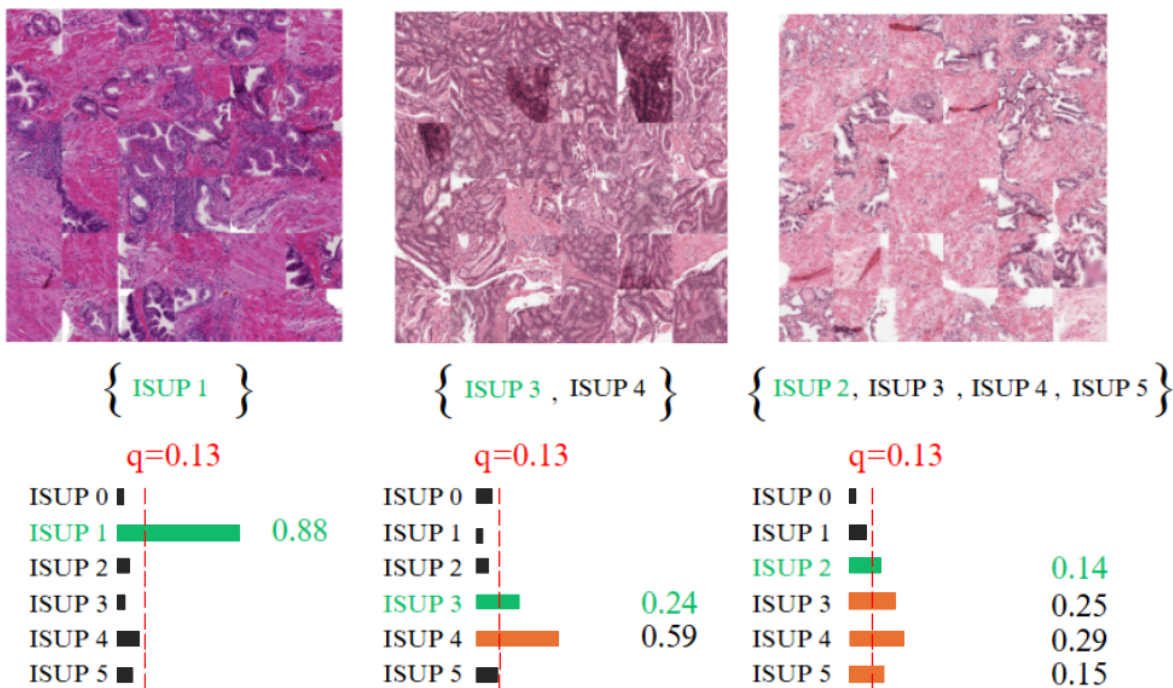 { ISUP 1 }
{ ISUP 3 , ISUP 4 }
{ ISUP 2, ISUP 3 , ISUP 4 , ISUP 5 }
q=0.13
ISUP 0
ISUP 1 0.88
ISUP 2
ISUP 3
ISUP 4
ISUP 5
q=0.13
ISUP 0
ISUP 1
ISUP 2
ISUP 3 0.24
ISUP 4 0.59
ISUP 5
q=0.13
ISUP 0
ISUP 1
ISUP 2 0.14
ISUP 3 0.25
ISUP 4 0.29
ISUP 5 0.15